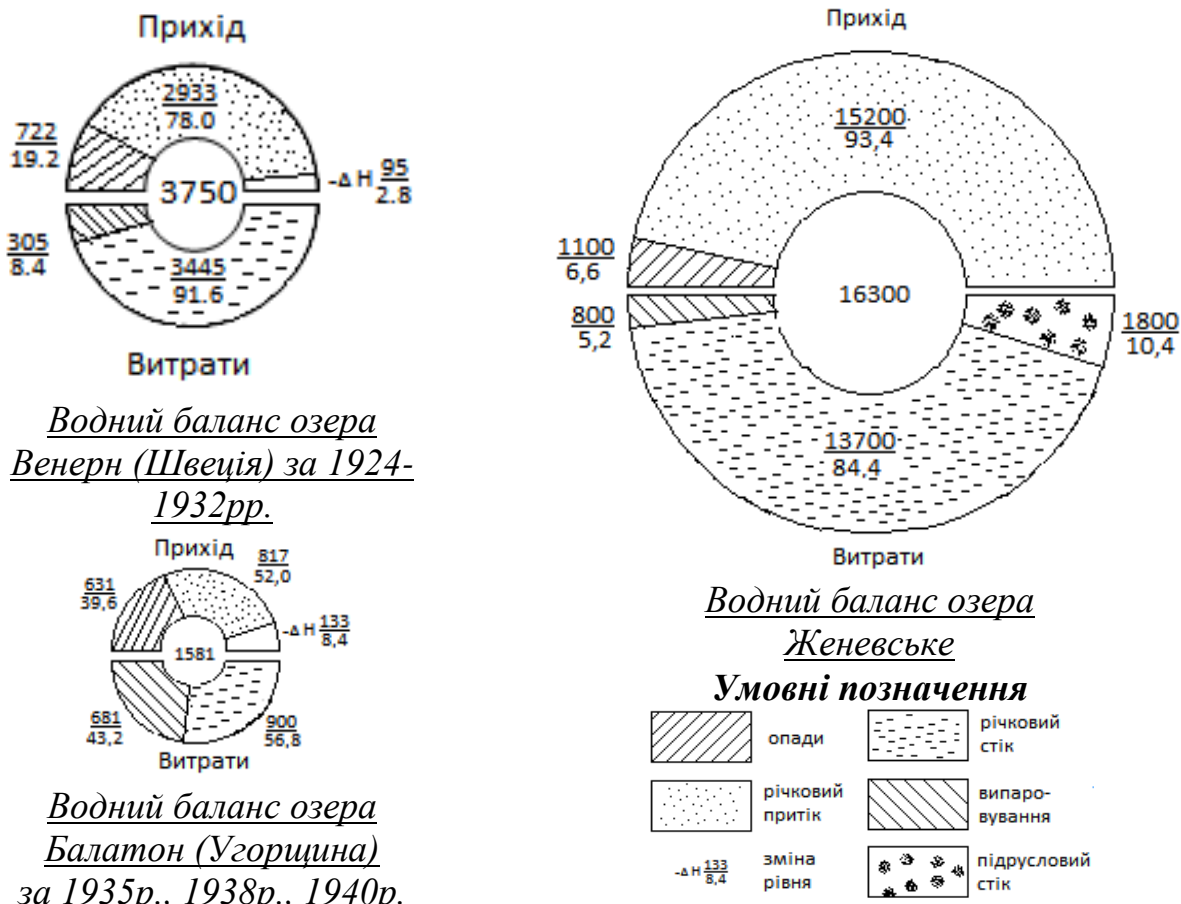 Прихід
2933
78.0
722
19.2
-Δ H 95
2.8
3750
305
8.4
3445
91.6
Витрати
Водний баланс озера
Венерн (Швеція) за 1924-
1932рр.
Прихід
817
52,0
631
39,6
-Δ H 133
8,4
1581
681
43,2
900
56,8
Витрати
Водний баланс озера
Балатон (Угорщина)
за 1935р., 1938р., 1940р.
Прихід
15200
93,4
1100
6,6
16300
800
5,2
1800
10,4
13700
84,4
Витрати
Водний баланс озера
Женевське
Умовні позначення
опади
річковий
стік
річковий
притік
випаро-
вування
-Δ H 133
8,4
зміна
рівня
підрусловий
стік